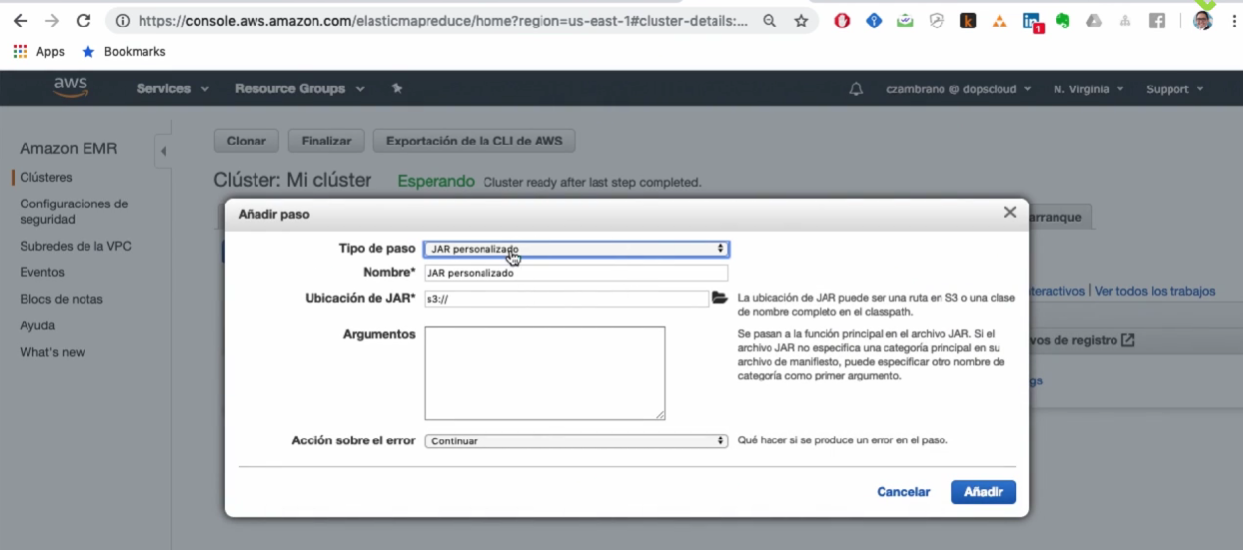 https://console.aws.amazon.com/elasticmapreduce/home?region=us-east-1#cluster-details:...
1
Apps
Bookmarks
aws
Services
Resource Groups
czambrano @ dopscloud
N. Virginia
Support
Amazon EMR
Clústeres
Configuraciones de
seguridad
Subredes de la VPC
Eventos
Blocs de notas
Ayuda
What's new
Clonar
Finalizar
Exportación de la CLI de AWS
Clúster: Mi clúster
Esperando
Cluster ready after last step completed.
arranque
teractivos | Ver todos los trabajos
vos de registro
gs
Añadir paso
Tipo de paso
JAR personalizado
Nombre*
JAR personalizado
Ubicación de JAR*
s3://
La ubicación de JAR puede ser una ruta en S3 o una clase
de nombre completo en el classpath.
Argumentos
Se pasan a la función principal en el archivo JAR. Si el
archivo JAR no especifica una categoría principal en su
archivo de manifiesto, puede especificar otro nombre de
categoría como primer argumento.
Acción sobre el error
Continuar
Qué hacer si se produce un error en el paso.
Cancelar
Añadir